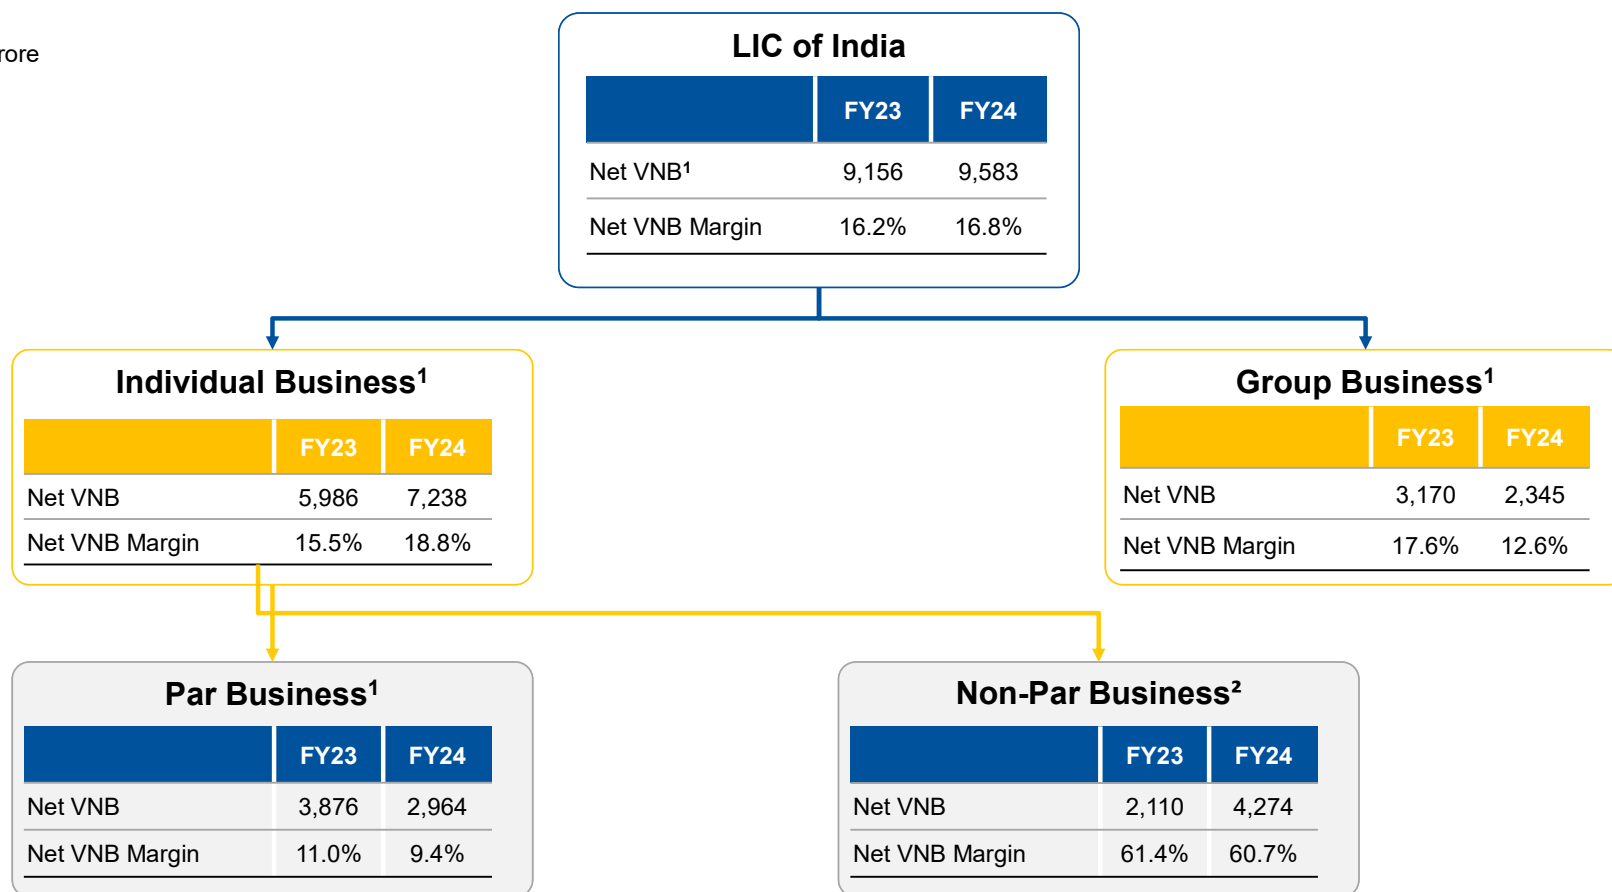 LIC of India
FY23 FY24
Net VNB¹ 9,156 9,583
Net VNB Margin 16.2% 16.8%
Individual Business¹
FY23 FY24
Net VNB 5,986 7,238
Net VNB Margin 15.5% 18.8%
Group Business¹
FY23 FY24
Net VNB 3,170 2,345
Net VNB Margin 17.6% 12.6%
Par Business¹
FY23 FY24
Net VNB 3,876 2,964
Net VNB Margin 11.0% 9.4%
Non-Par Business²
FY23 FY24
Net VNB 2,110 4,274
Net VNB Margin 61.4% 60.7%